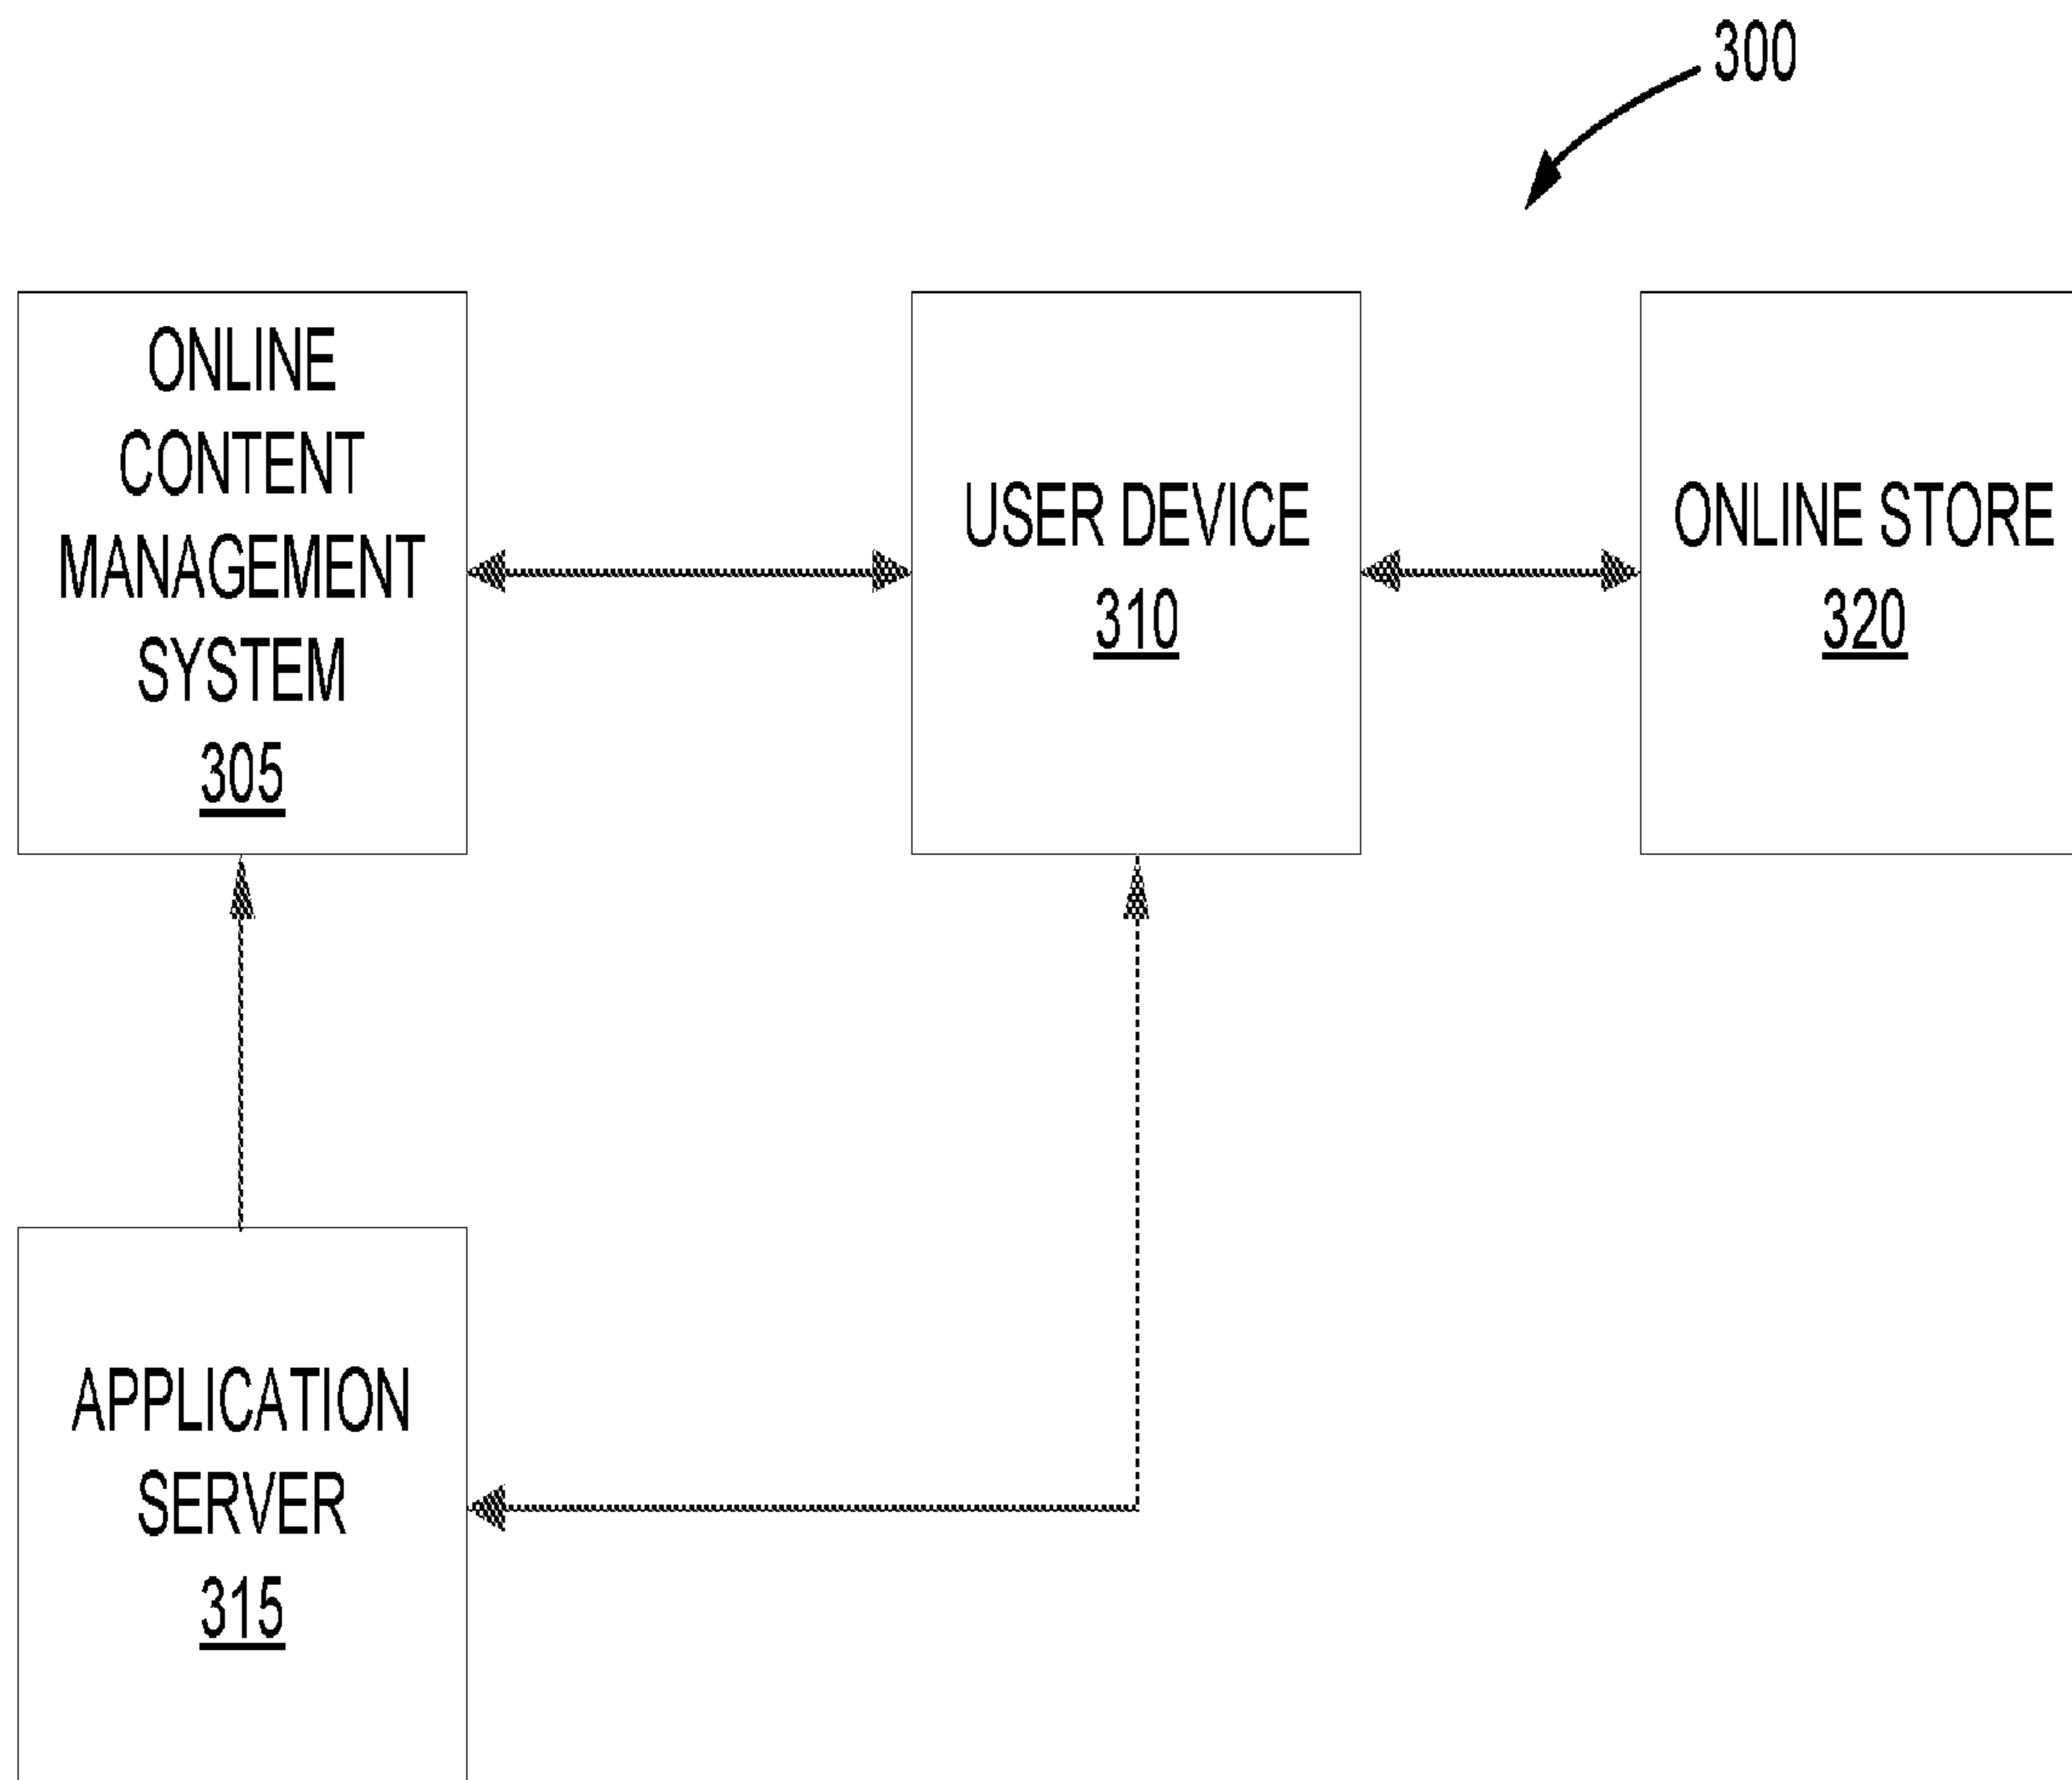 300
ONLINE
CONTENT
MANAGEMENT
SYSTEM
305
USER DEVICE
310
ONLINE STORE
320
APPLICATION
SERVER
315